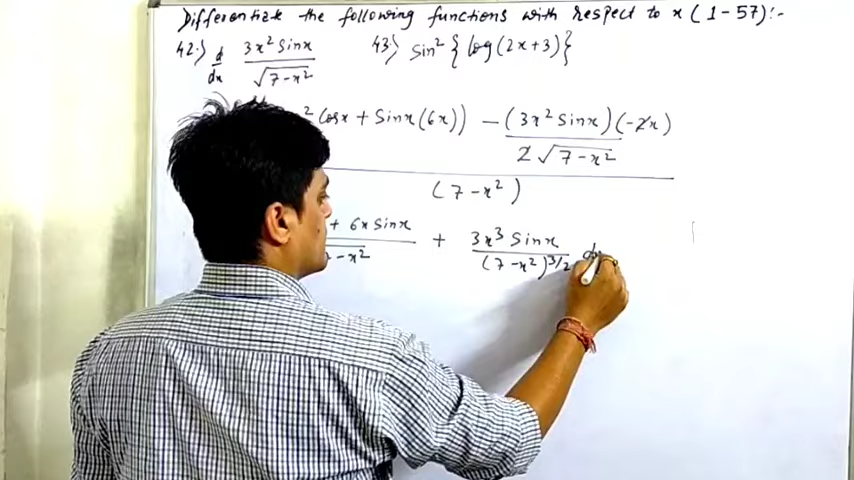 Differentiate the following functions with respect to x (1-57):-
42.) d/dx 3x² sinx / √(7-x²) 43.) sin² {log(2x+3)}
² cosx + sinx(6x)) - (3x² sinx)(-2x) / 2√(7-x²)
(7-x²)
+ 6x sinx / - x² + 3x³ sinx / (7-x²)^3/2